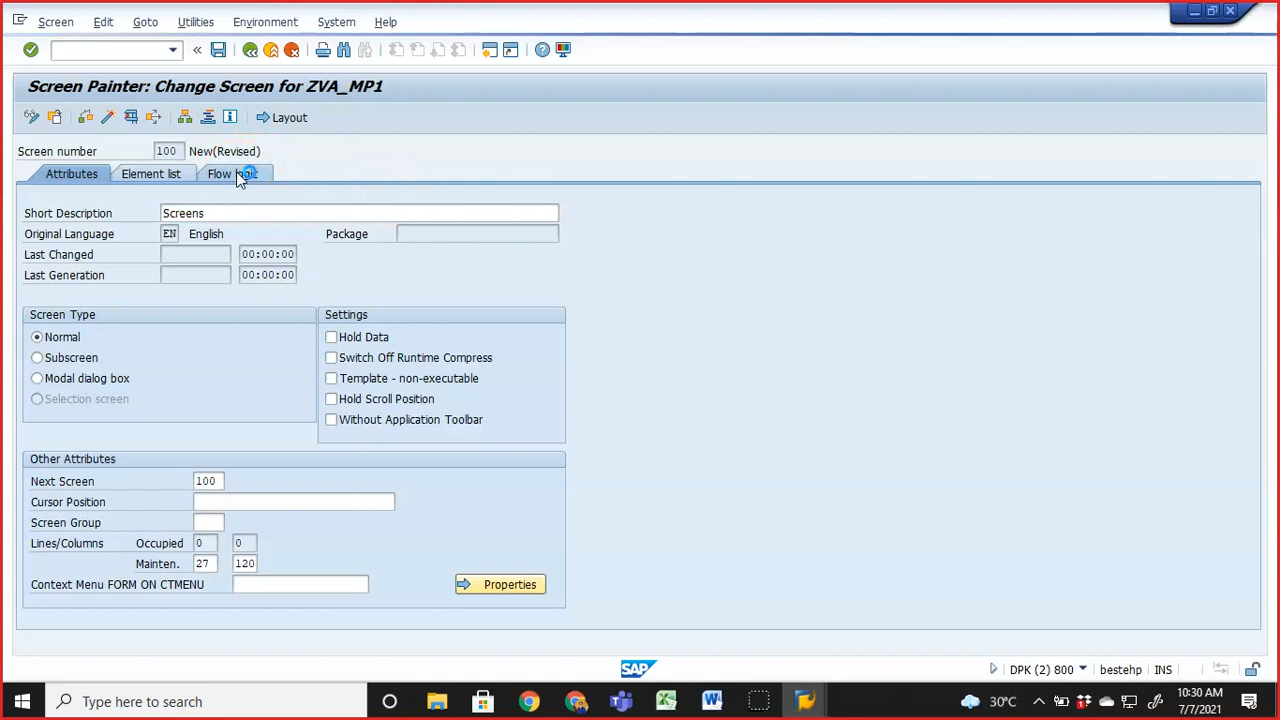 Screen Edit Goto Utilities Environment System Help
Screen Painter: Change Screen for ZVA_MP1
Layout
Screen number 100 New(Revised)
Attributes Element list Flow
Short Description Screens
Original Language EN English Package
Last Changed 00:00:00
Last Generation 00:00:00
Screen Type Settings
Normal Hold Data
Subscreen Switch Off Runtime Compress
Modal dialog box Template - non-executable
Selection screen Hold Scroll Position
Without Application Toolbar
Other Attributes
Next Screen 100
Cursor Position
Screen Group
Lines/Columns Occupied 0 0
Mainten. 27 120
Context Menu FORM ON CTMENU Properties
SAP DPK (2) 800 bestehp INS
Type here to search 30°C 10:30 AM
7/7/2021